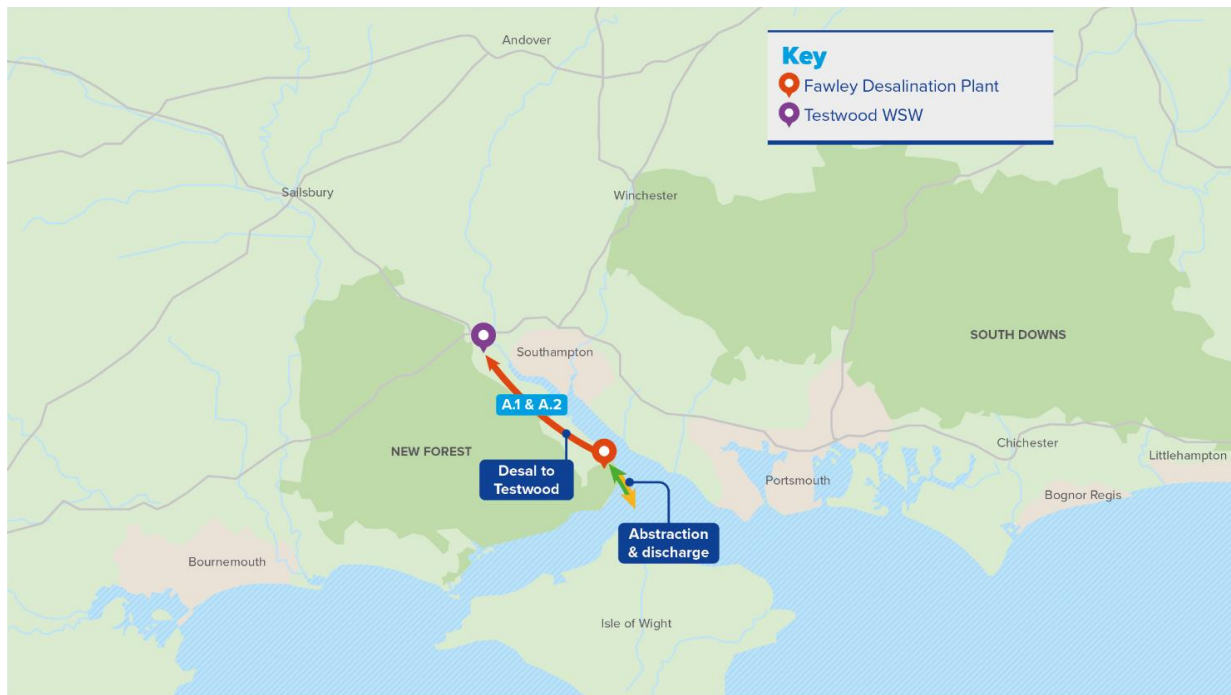 Andover
Key
Fawley Desalination Plant
Testwood WSW
Sailsbury
Winchester
SOUTH DOWNS
Southampton
A.1 & A.2
NEW FOREST
Desal to
Testwood
Chichester
Littlehampton
Portsmouth
Bognor Regis
Abstraction
& discharge
Bournemouth
Isle of Wight